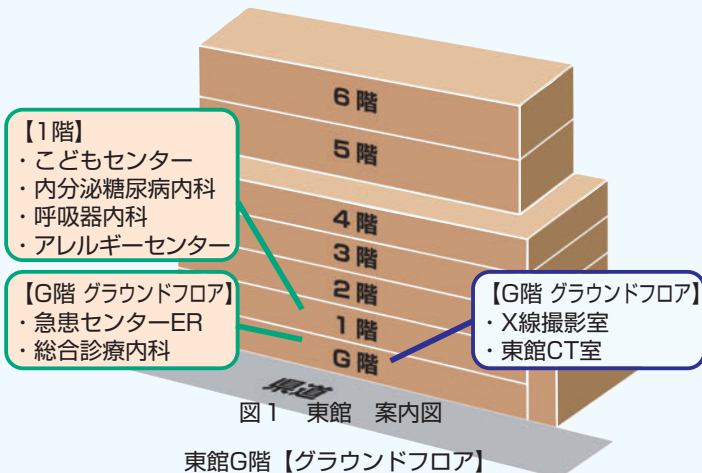 6階
5階
4階
3階
2階
1階
G階
【1階】
・こどもセンター
・内分泌糖尿病内科
・呼吸器内科
・アレルギーセンター
【G階 グラウンドフロア】
・急患センターER
・総合診療内科
【G階 グラウンドフロア】
・X線撮影室
・東館CT室
県道
図1　東館　案内図
東館G階【グラウンドフロア】